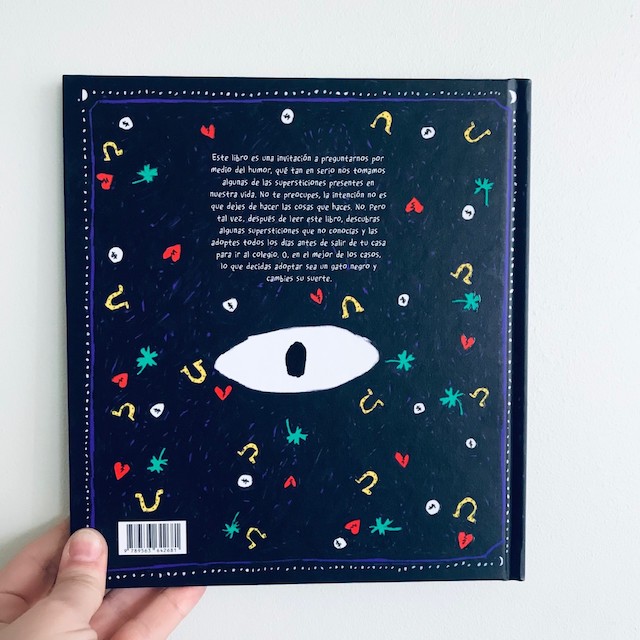 Este libro es una invitación a preguntarnos por
medio del humor, qué tan en serio nos tomamos
algunas de las supersticiones presentes en
nuestra vida. No te preocupes, la intención no es
que dejes de hacer las cosas que haces. No. Pero
tal vez, después de leer este libro, descubras
algunas supersticiones que no conocías y las
adoptes todos los días antes de salir de tu casa
para ir al colegio. O, en el mejor de los casos,
lo que decidas adoptar sea un gato negro y
cambies su suerte.